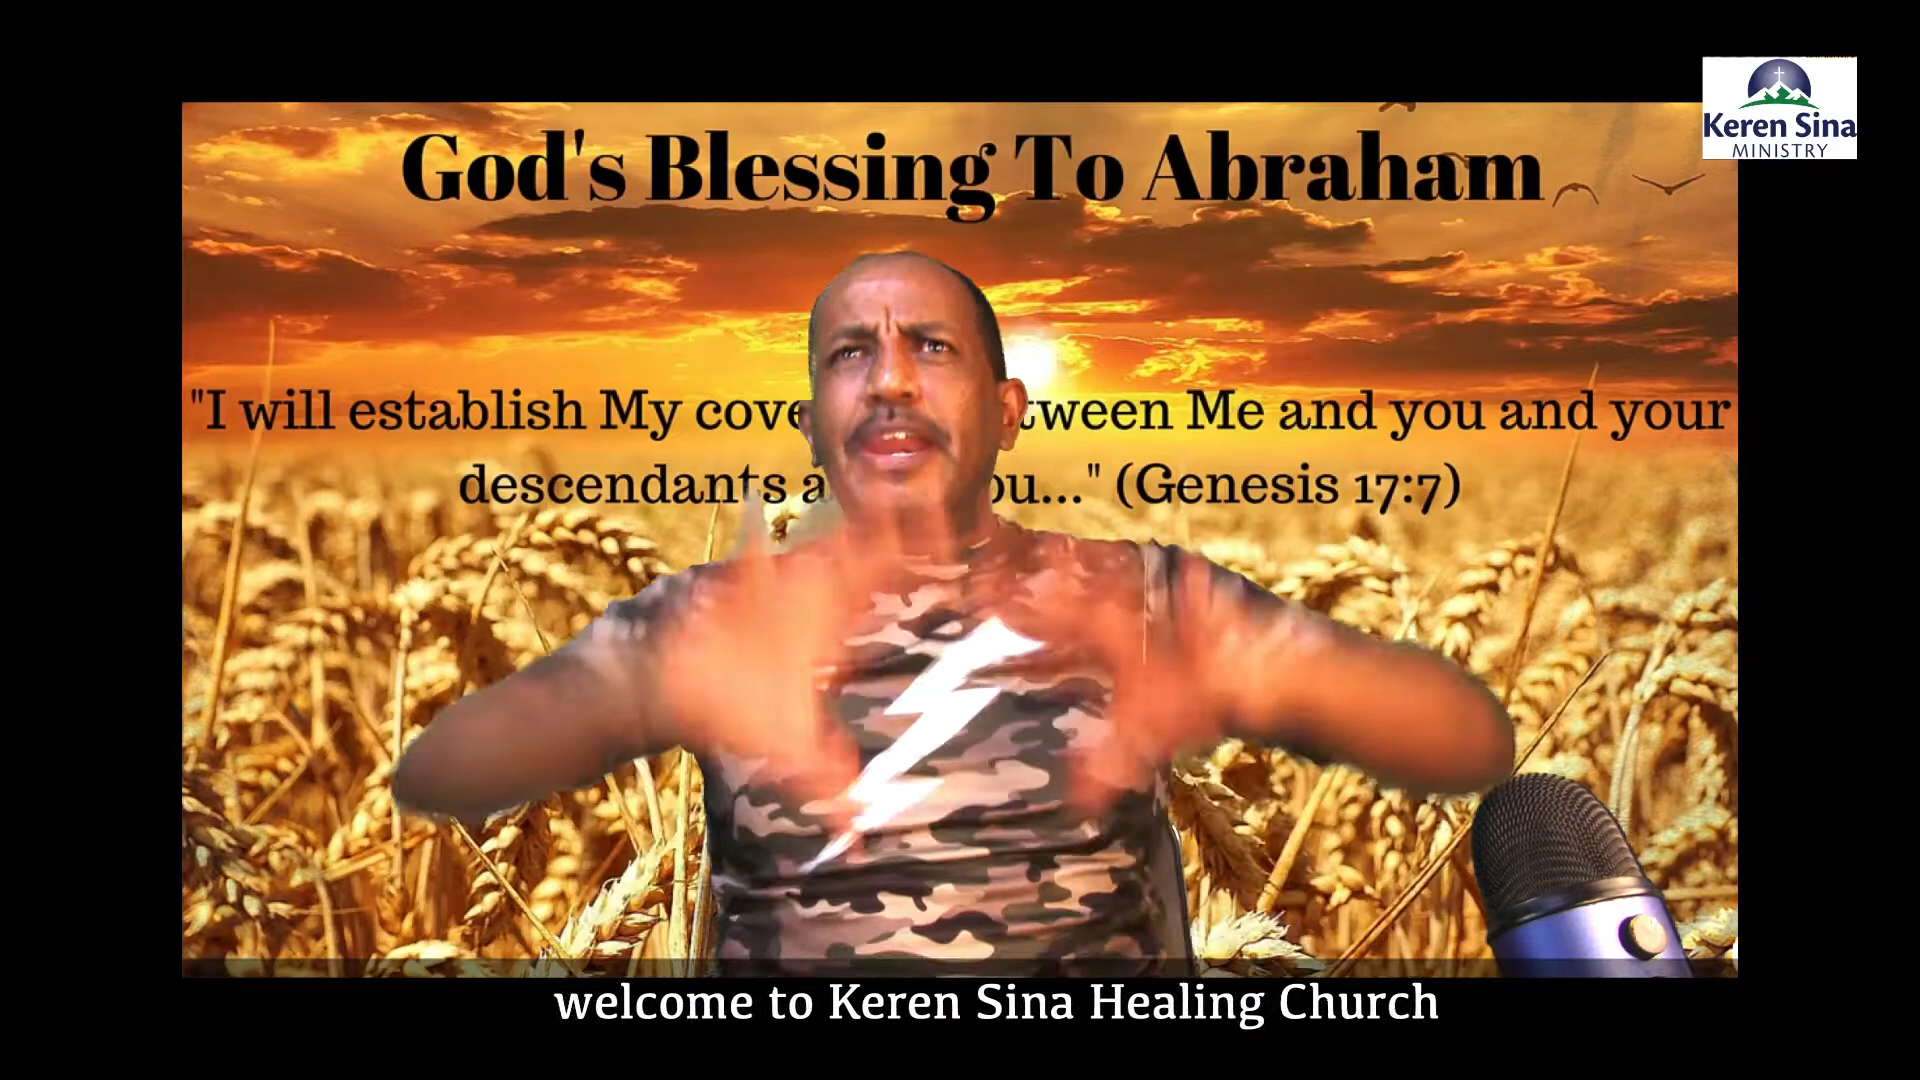 Keren Sina
MINISTRY
God's Blessing To Abraham
"I will establish My tween Me and you and your
descendants (Genesis 17:7)
welcome to Keren Sina Healing Church